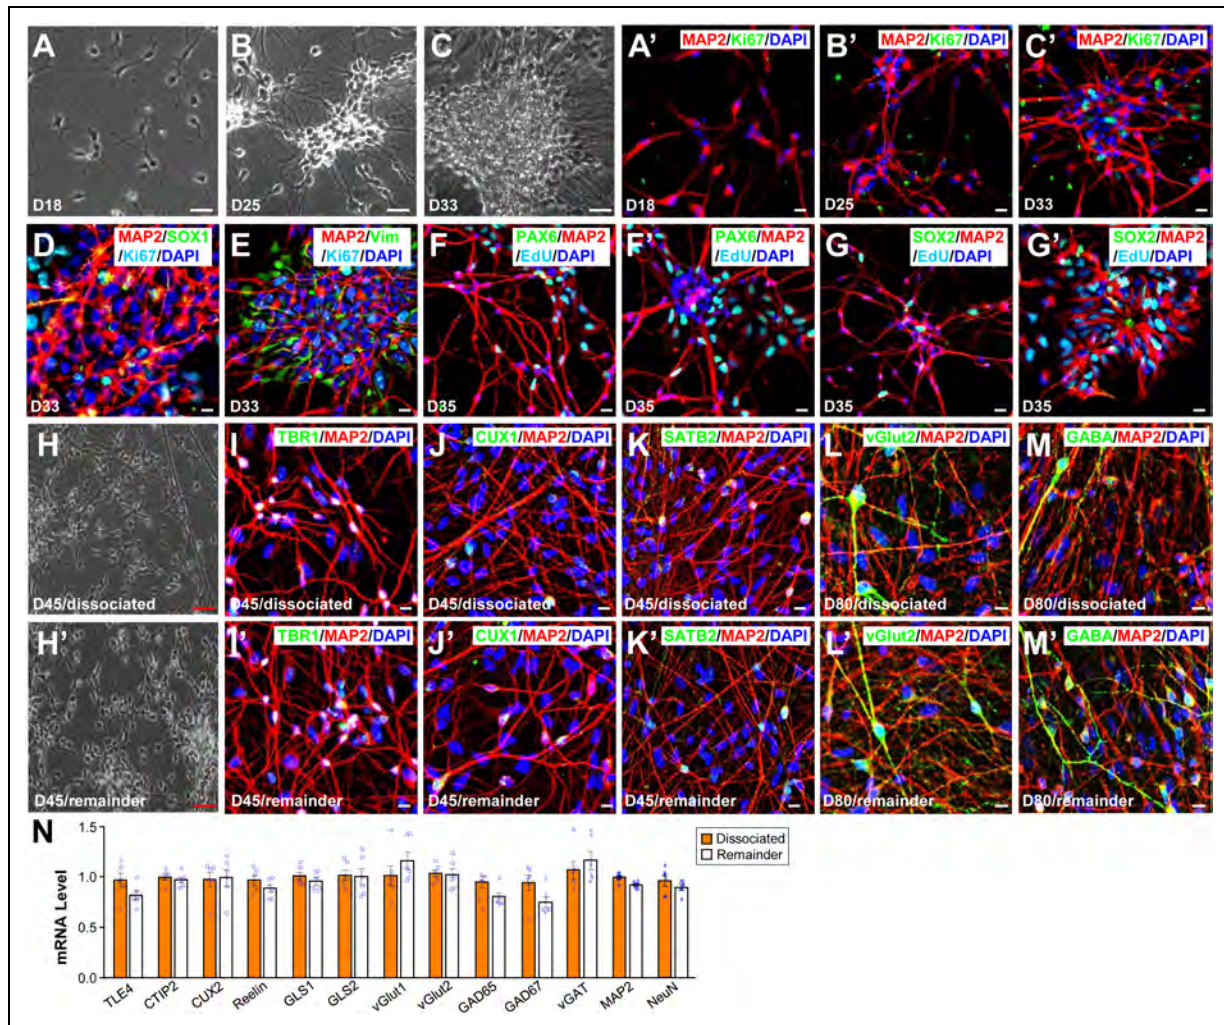 A
D18
B
D25
C
D33
A’ MAP2/Ki67/DAPI
D18
B’ MAP2/Ki67/DAPI
D25
C’ MAP2/Ki67/DAPI
D33
D MAP2/SOX1
/Ki67/DAPI
D33
E MAP2/Vim
/Ki67/DAPI
D33
F PAX6/MAP2
/EdU/DAPI
D35
F’ PAX6/MAP2
/EdU/DAPI
D35
G SOX2/MAP2
/EdU/DAPI
D35
G’ SOX2/MAP2
/EdU/DAPI
D35
H
D45/dissociated
I TBR1/MAP2/DAPI
D45/dissociated
J CUX1/MAP2/DAPI
D45/dissociated
K SATB2/MAP2/DAPI
D45/dissociated
L vGlut2/MAP2/DAPI
D80/dissociated
M GABA/MAP2/DAPI
D80/dissociated
H’
D45/remainder
I’ TBR1/MAP2/DAPI
D45/remainder
J’ CUX1/MAP2/DAPI
D45/remainder
K’ SATB2/MAP2/DAPI
D45/remainder
L’ vGlut2/MAP2/DAPI
D80/remainder
M’ GABA/MAP2/DAPI
D80/remainder
N
mRNA Level
1.5
1.0
0.5
0.0
TLE4
CTIP2
CUX2
Reelin
GLS1
GLS2
vGlut1
vGlut2
GAD65
GAD67
vGAT
MAP2
NeuN
Dissociated
Remainder